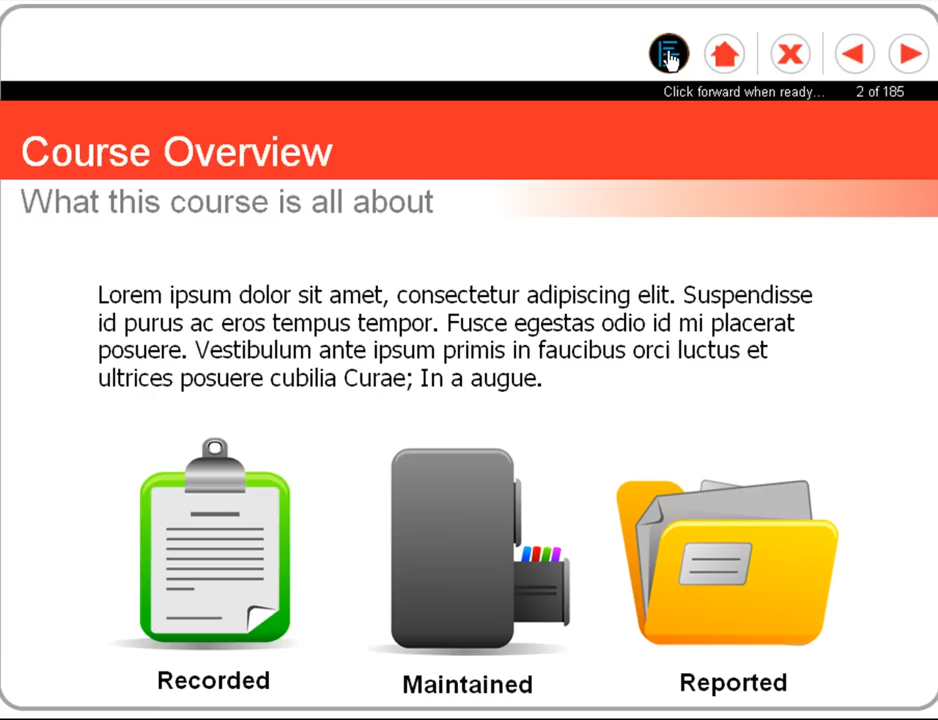 Click forward when ready... 2 of 185
Course Overview
What this course is all about
Lorem ipsum dolor sit amet, consectetur adipiscing elit. Suspendisse
id purus ac eros tempus tempor. Fusce egestas odio id mi placerat
posuere. Vestibulum ante ipsum primis in faucibus orci luctus et
ultrices posuere cubilia Curae; In a augue.
Recorded Maintained Reported